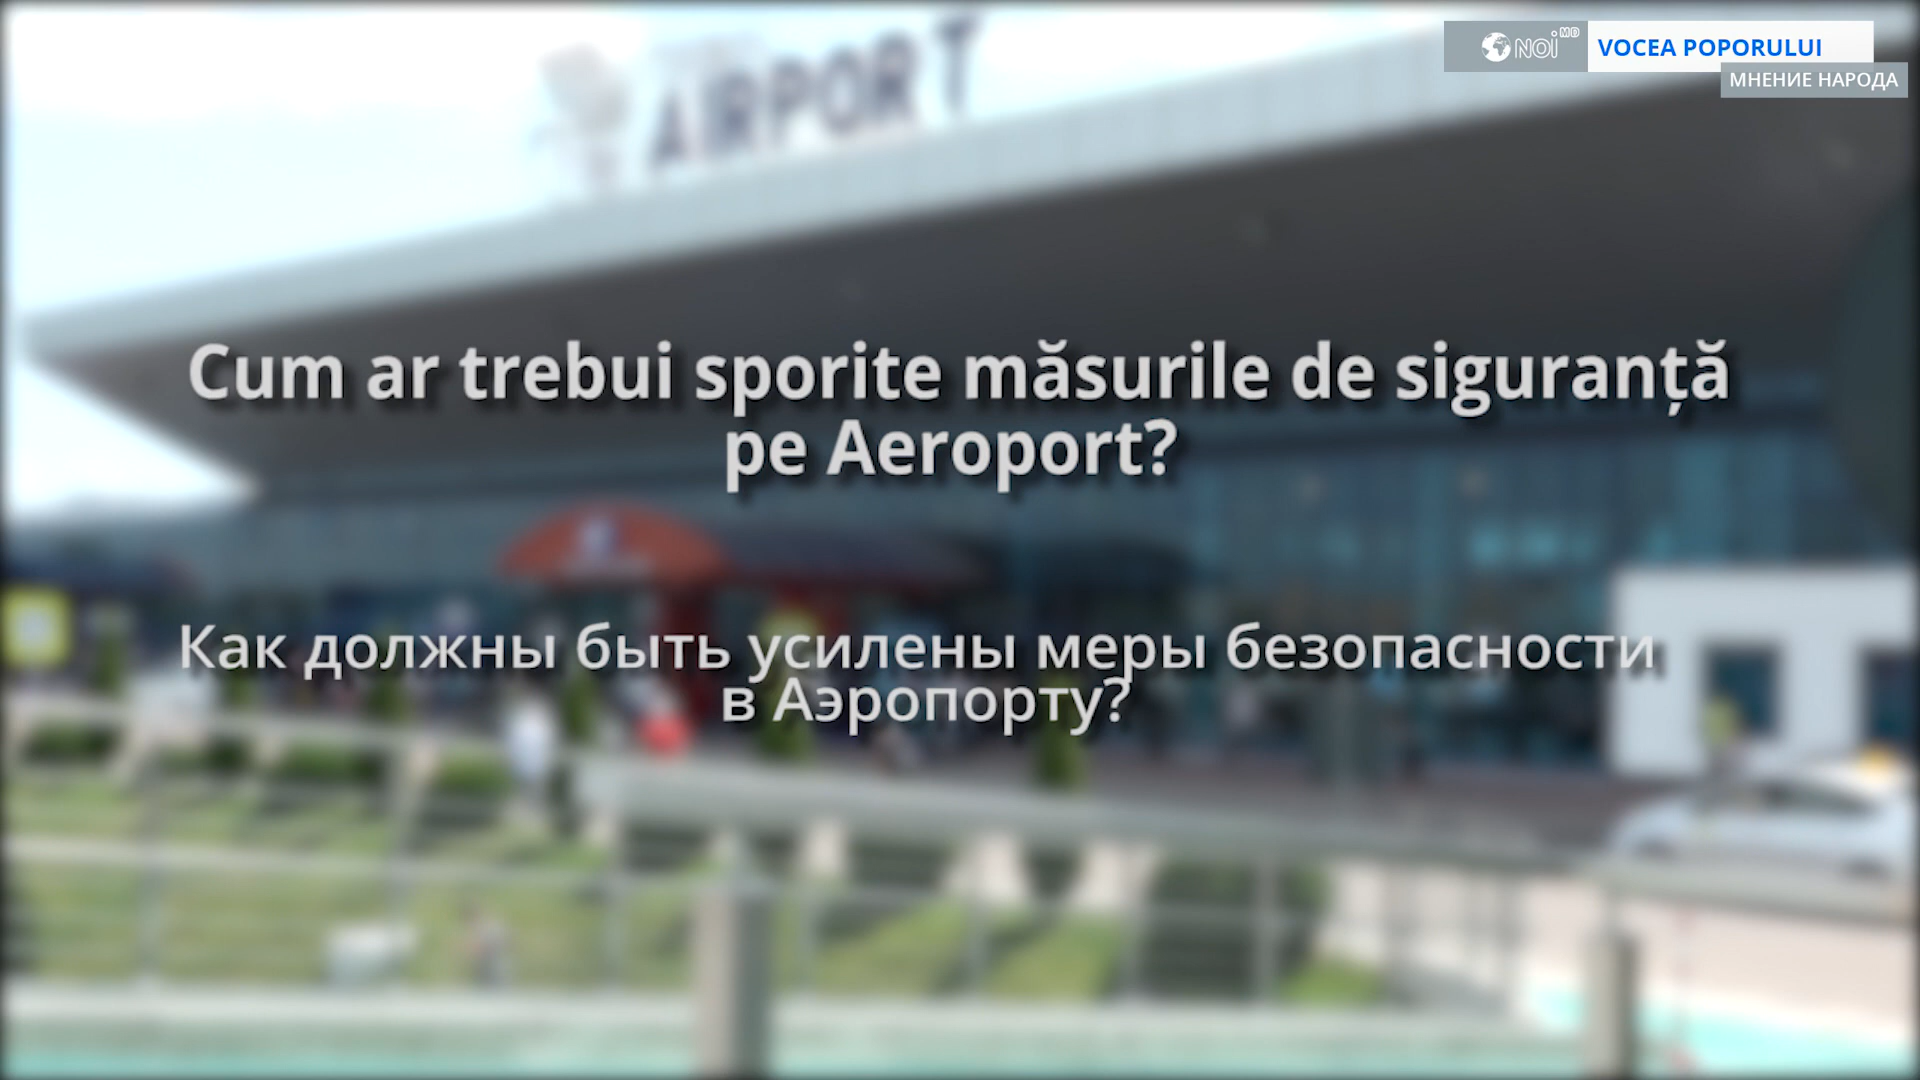 AIRPORT
NOI MD
VOCEA POPORULUI
МНЕНИЕ НАРОДА
Cum ar trebui sporite măsurile de siguranță
pe Aeroport?
Как должны быть усилены меры безопасности
в Аэропорту?